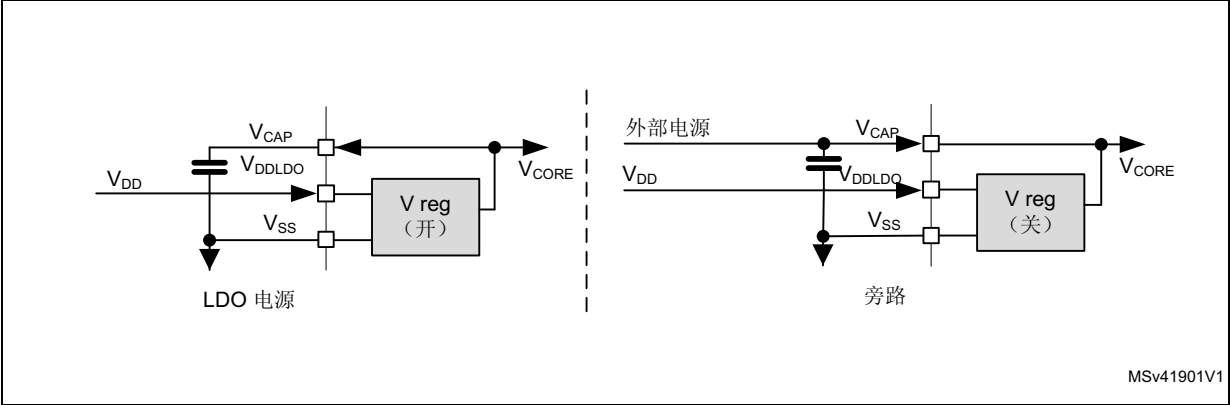 V_CAP
V_DDLDO
V_DD
V_CORE
V reg
（开）
V_SS
LDO 电源
外部电源
V_CAP
V_DDLDO
V_DD
V_CORE
V reg
（关）
V_SS
旁路
MSv41901V1